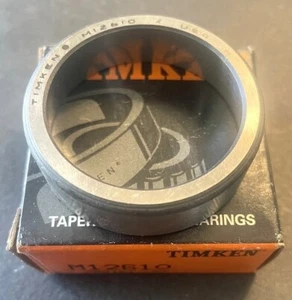 TIMKEN® M12610 USA
TIMKEN
TAPER BEARINGS
TIMKEN
M12610